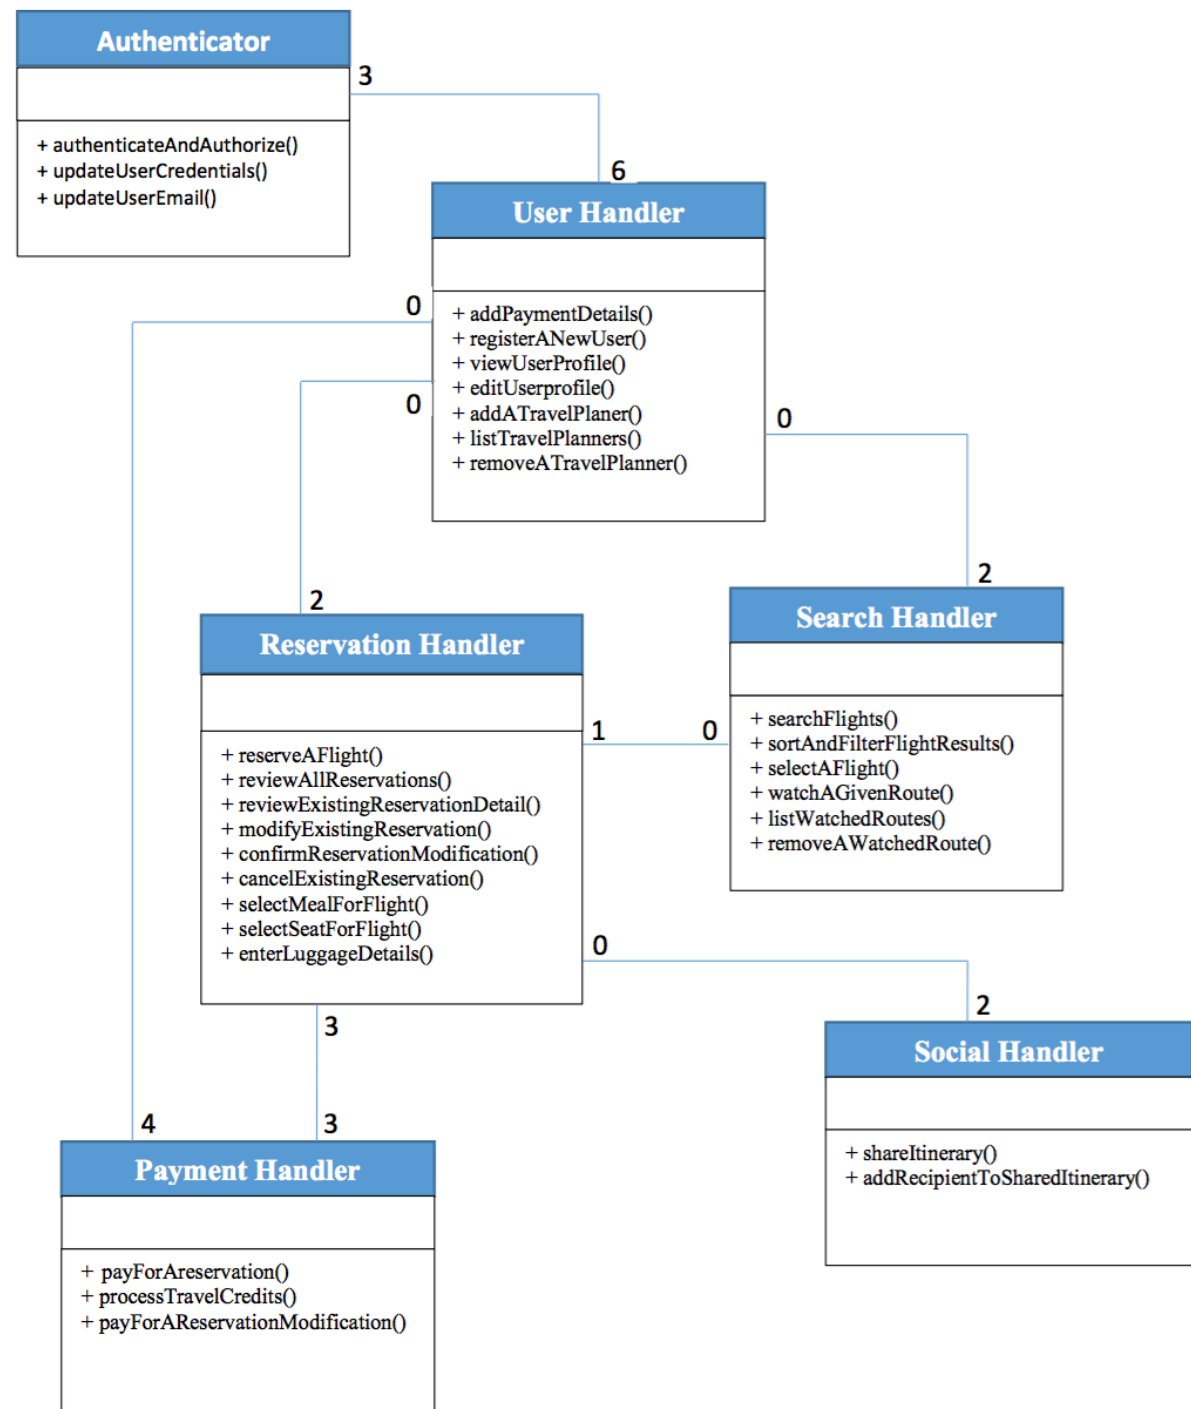 Authenticator
3
+ authenticateAndAuthorize()
+ updateUserCredentials()
+ updateUserEmail()
6
User Handler
0
+ addPaymentDetails()
+ registerANewUser()
+ viewUserProfile()
+ editUserprofile()
+ addATravelPlaner()
+ listTravelPlanners()
+ removeATravelPlanner()
0
0
2
2
Reservation Handler
+ reserveAFlight()
+ reviewAllReservations()
+ reviewExistingReservationDetail()
+ modifyExistingReservation()
+ confirmReservationModification()
+ cancelExistingReservation()
+ selectMealForFlight()
+ selectSeatForFlight()
+ enterLuggageDetails()
Search Handler
+ searchFlights()
+ sortAndFilterFlightResults()
+ selectAFlight()
+ watchAGivenRoute()
+ listWatchedRoutes()
+ removeAWatchedRoute()
1
0
0
2
3
Social Handler
+ shareItinerary()
+ addRecipientToSharedItinerary()
4
3
Payment Handler
+ payForAreservation()
+ processTravelCredits()
+ payForAReservationModification()